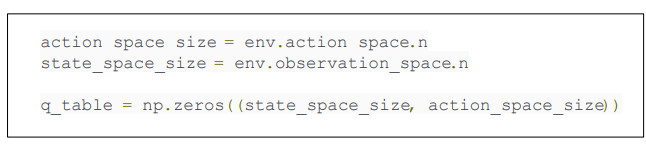 action space size = env.action space.n
state_space_size = env.observation_space.n
q_table = np.zeros((state_space_size, action_space_size))